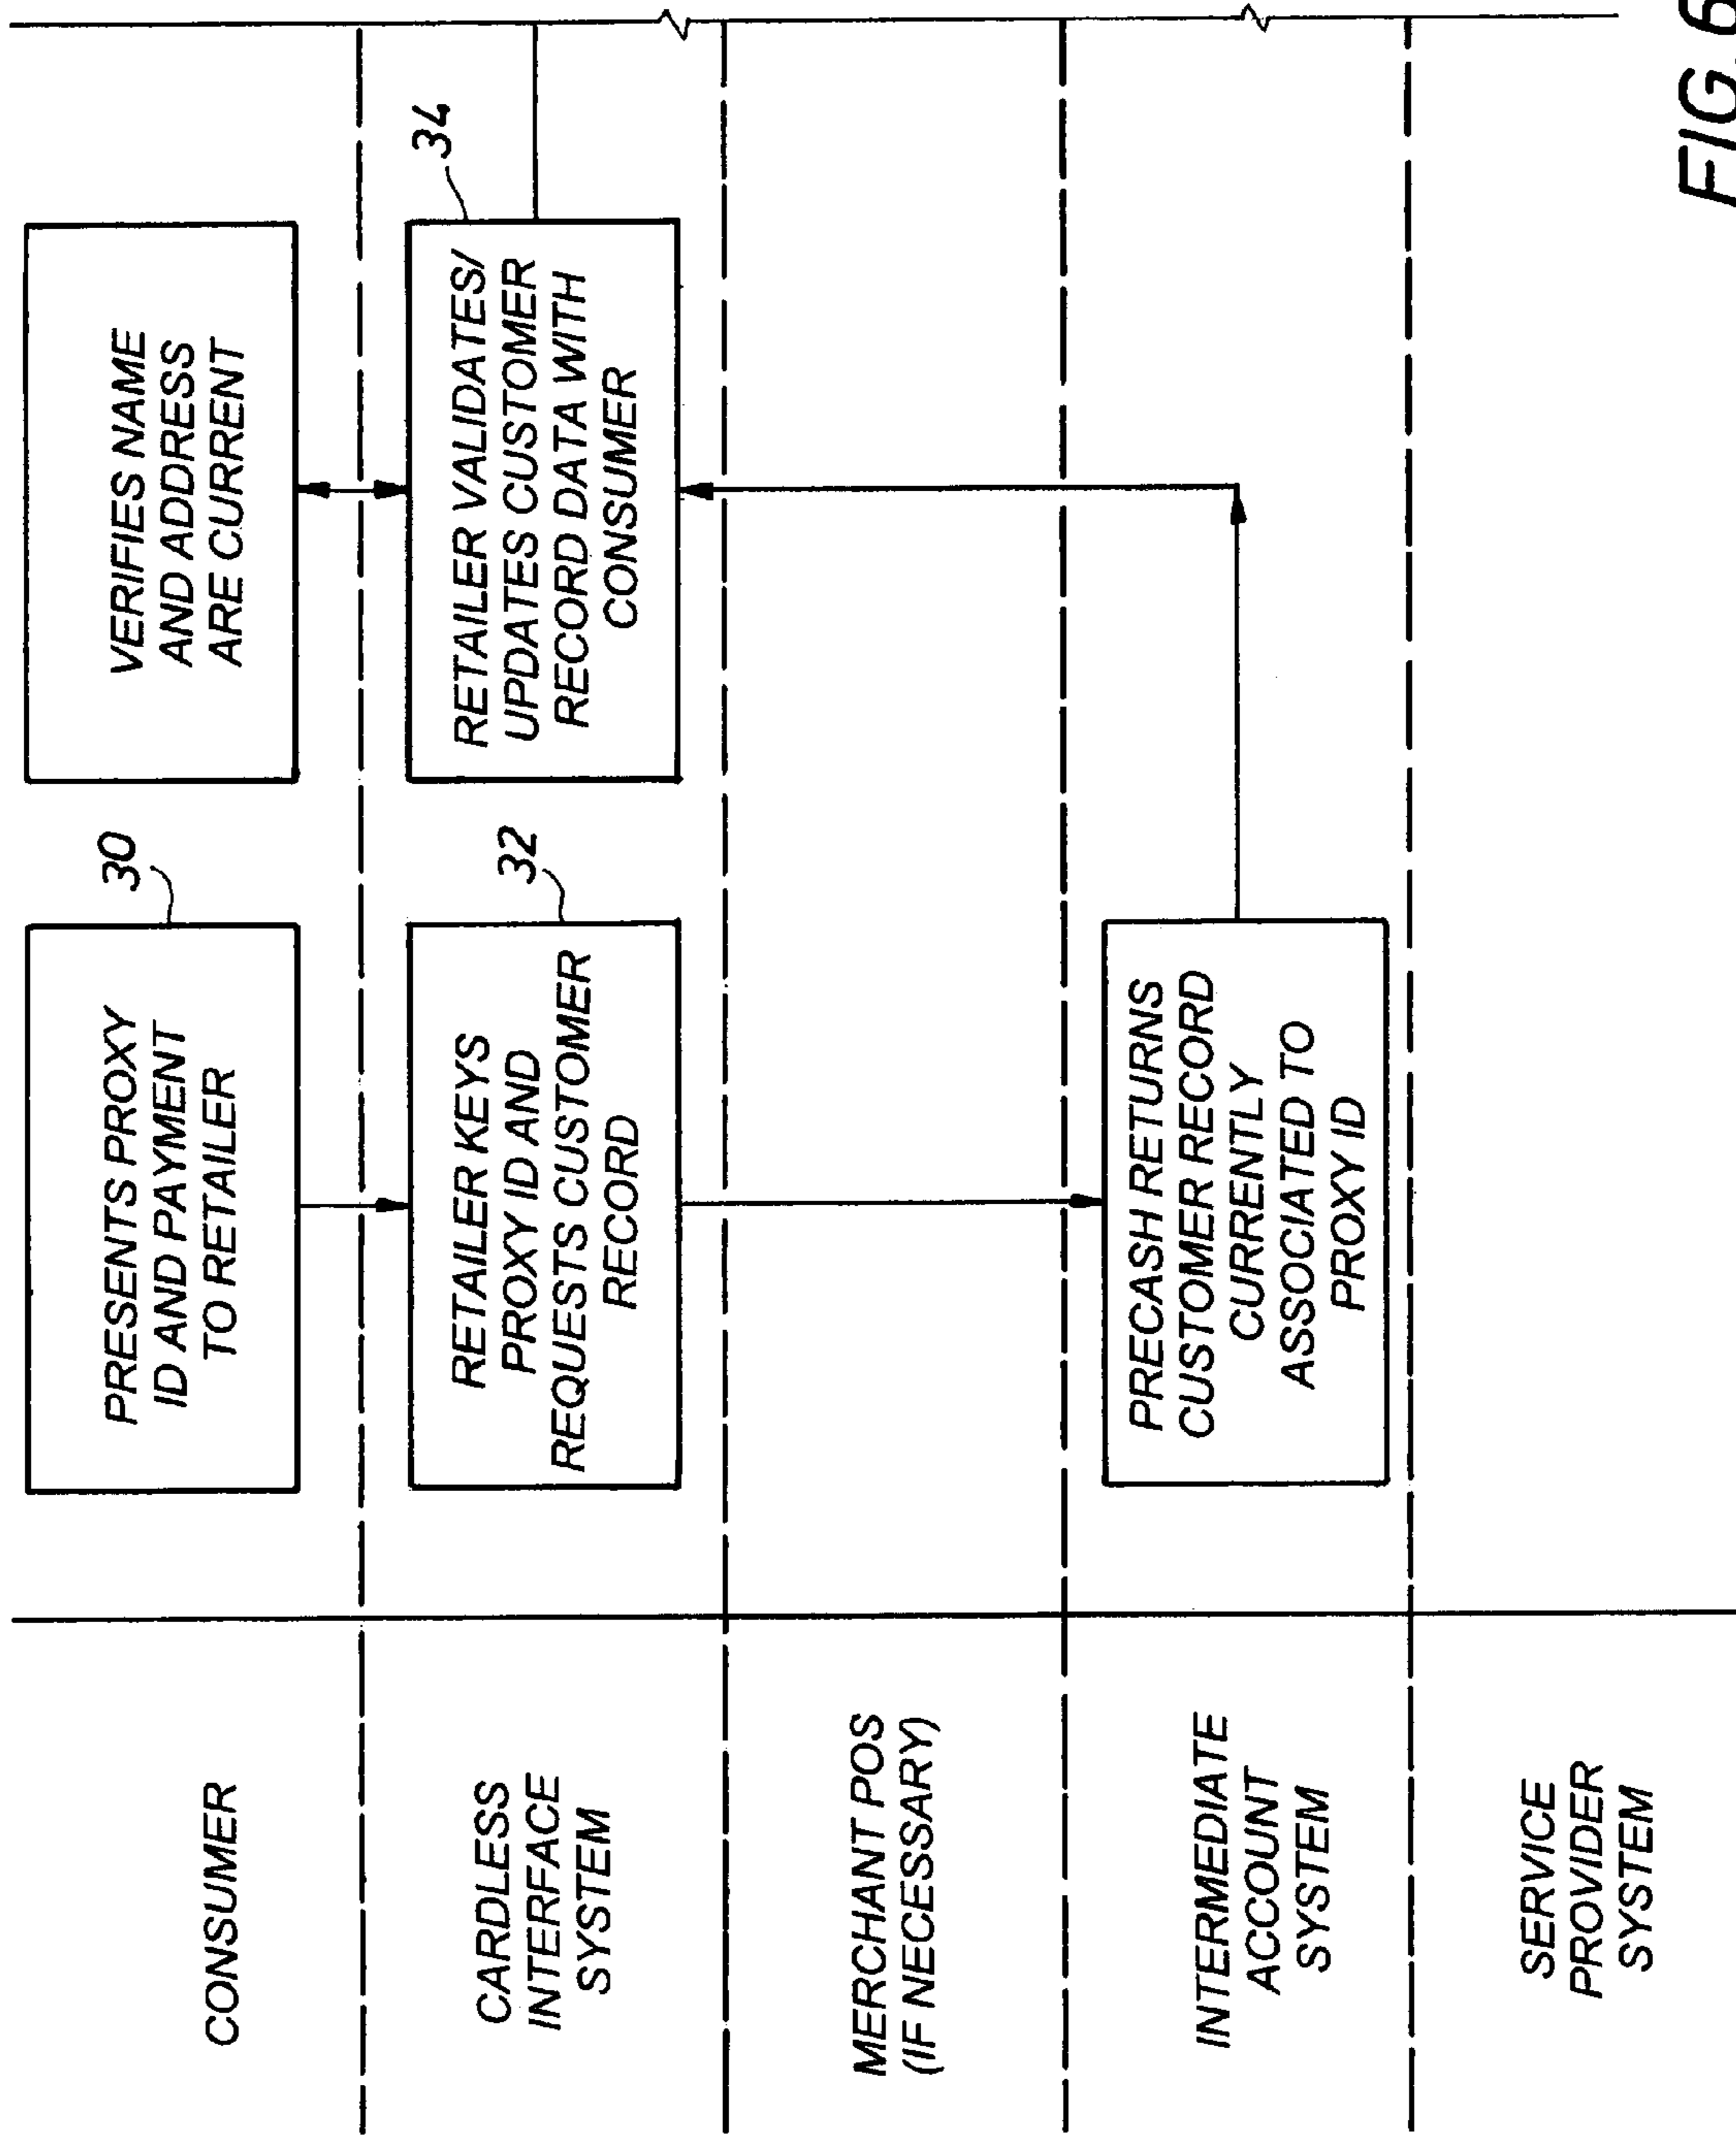 CONSUMER
PRESENTS PROXY
ID AND PAYMENT
TO RETAILER
30
VERIFIES NAME
AND ADDRESS
ARE CURRENT
CARDLESS
INTERFACE
SYSTEM
RETAILER KEYS
PROXY ID AND
REQUESTS CUSTOMER
RECORD
32
RETAILER VALIDATES/
UPDATES CUSTOMER
RECORD DATA WITH
CONSUMER
34
MERCHANT POS
(IF NECESSARY)
INTERMEDIATE
ACCOUNT
SYSTEM
PRECASH RETURNS
CUSTOMER RECORD
CURRENTLY
ASSOCIATED TO
PROXY ID
SERVICE
PROVIDER
SYSTEM
FIG. 6